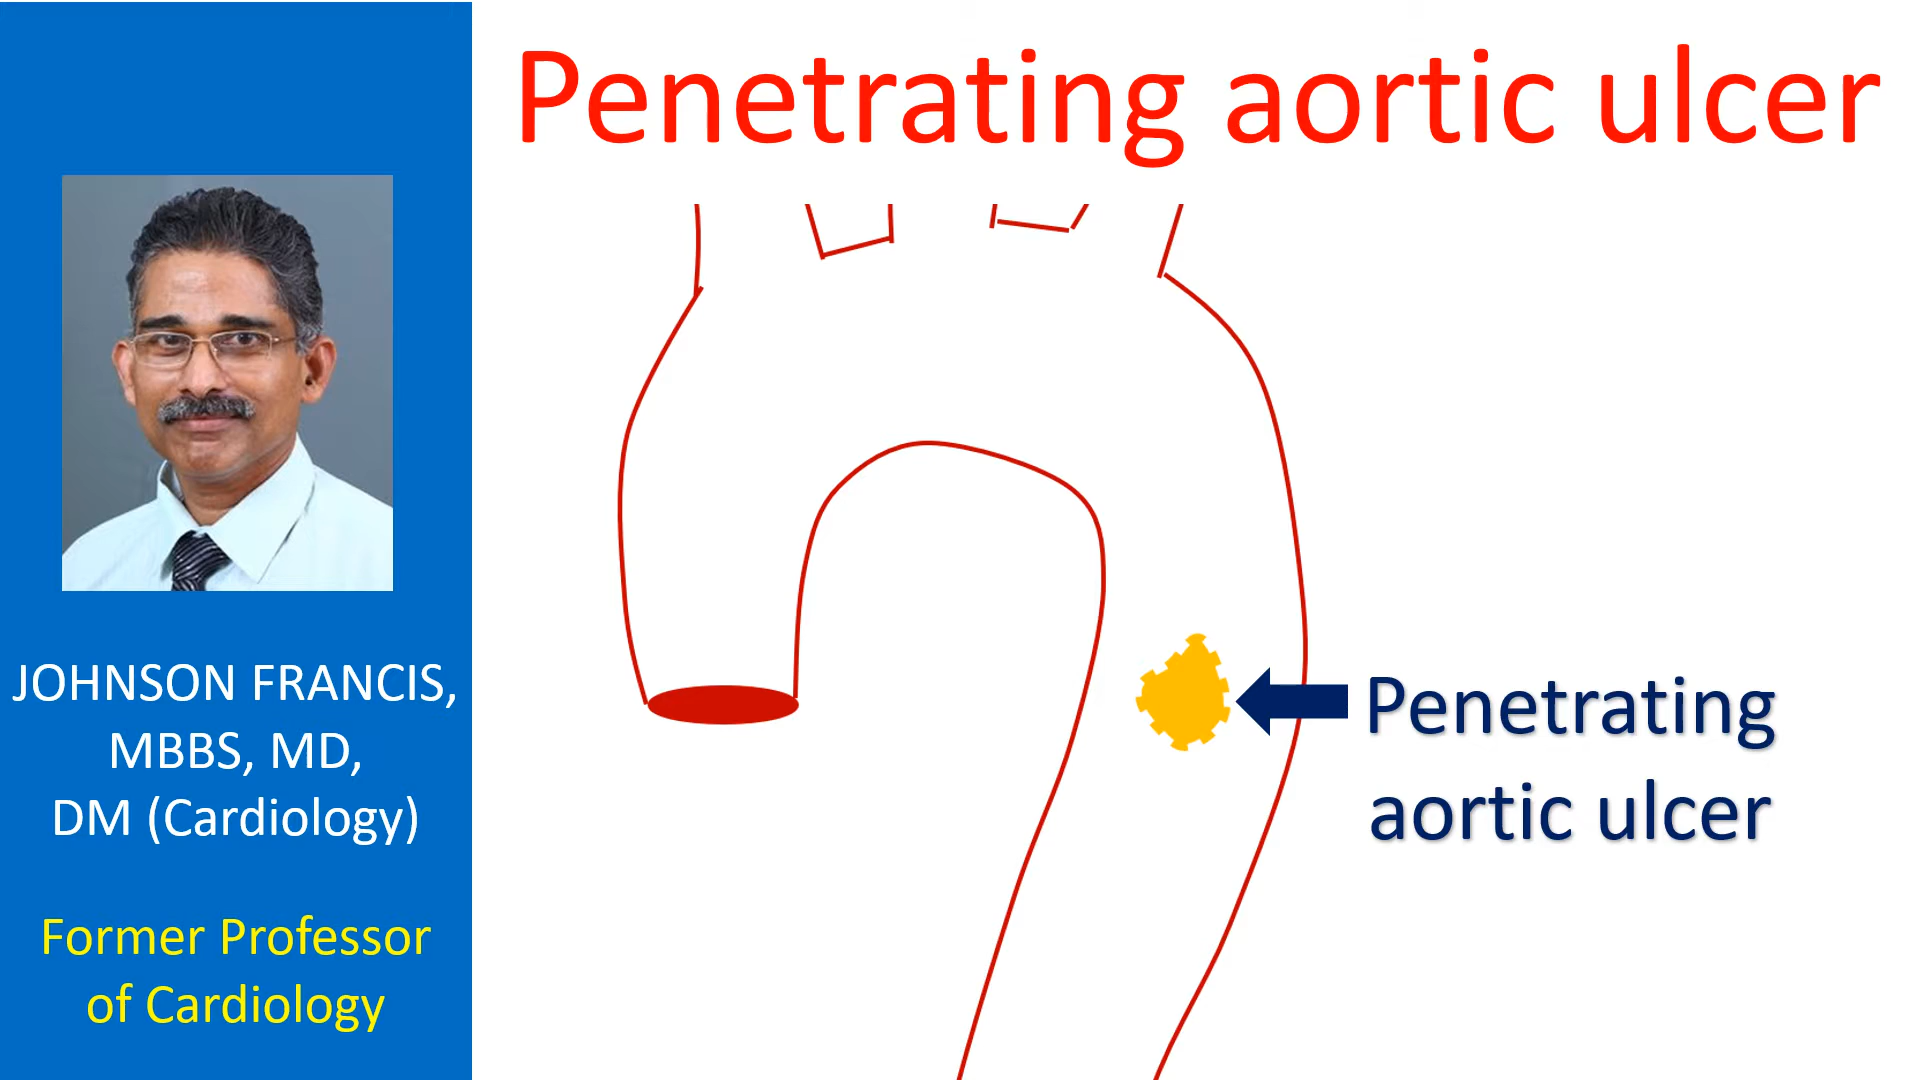 Penetrating aortic ulcer
JOHNSON FRANCIS,
MBBS, MD,
DM (Cardiology)
Former Professor
of Cardiology
Penetrating
aortic ulcer